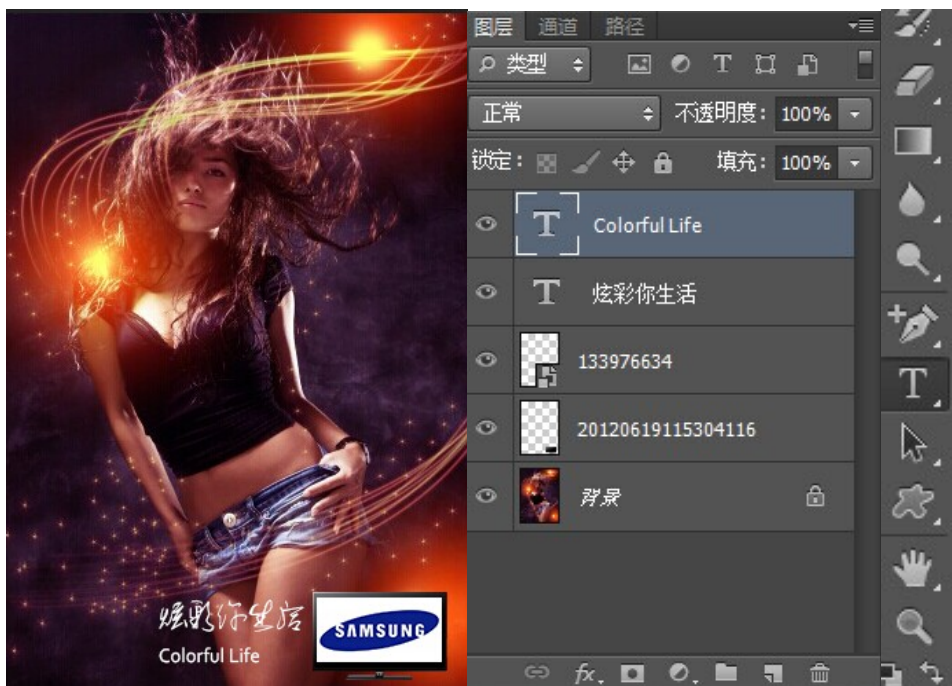 炫彩你生活
Colorful Life
SAMSUNG
图层 通道 路径
类型
正常 不透明度: 100%
锁定: 填充: 100%
T Colorful Life
T 炫彩你生活
133976634
20120619115304116
背景
fx
T